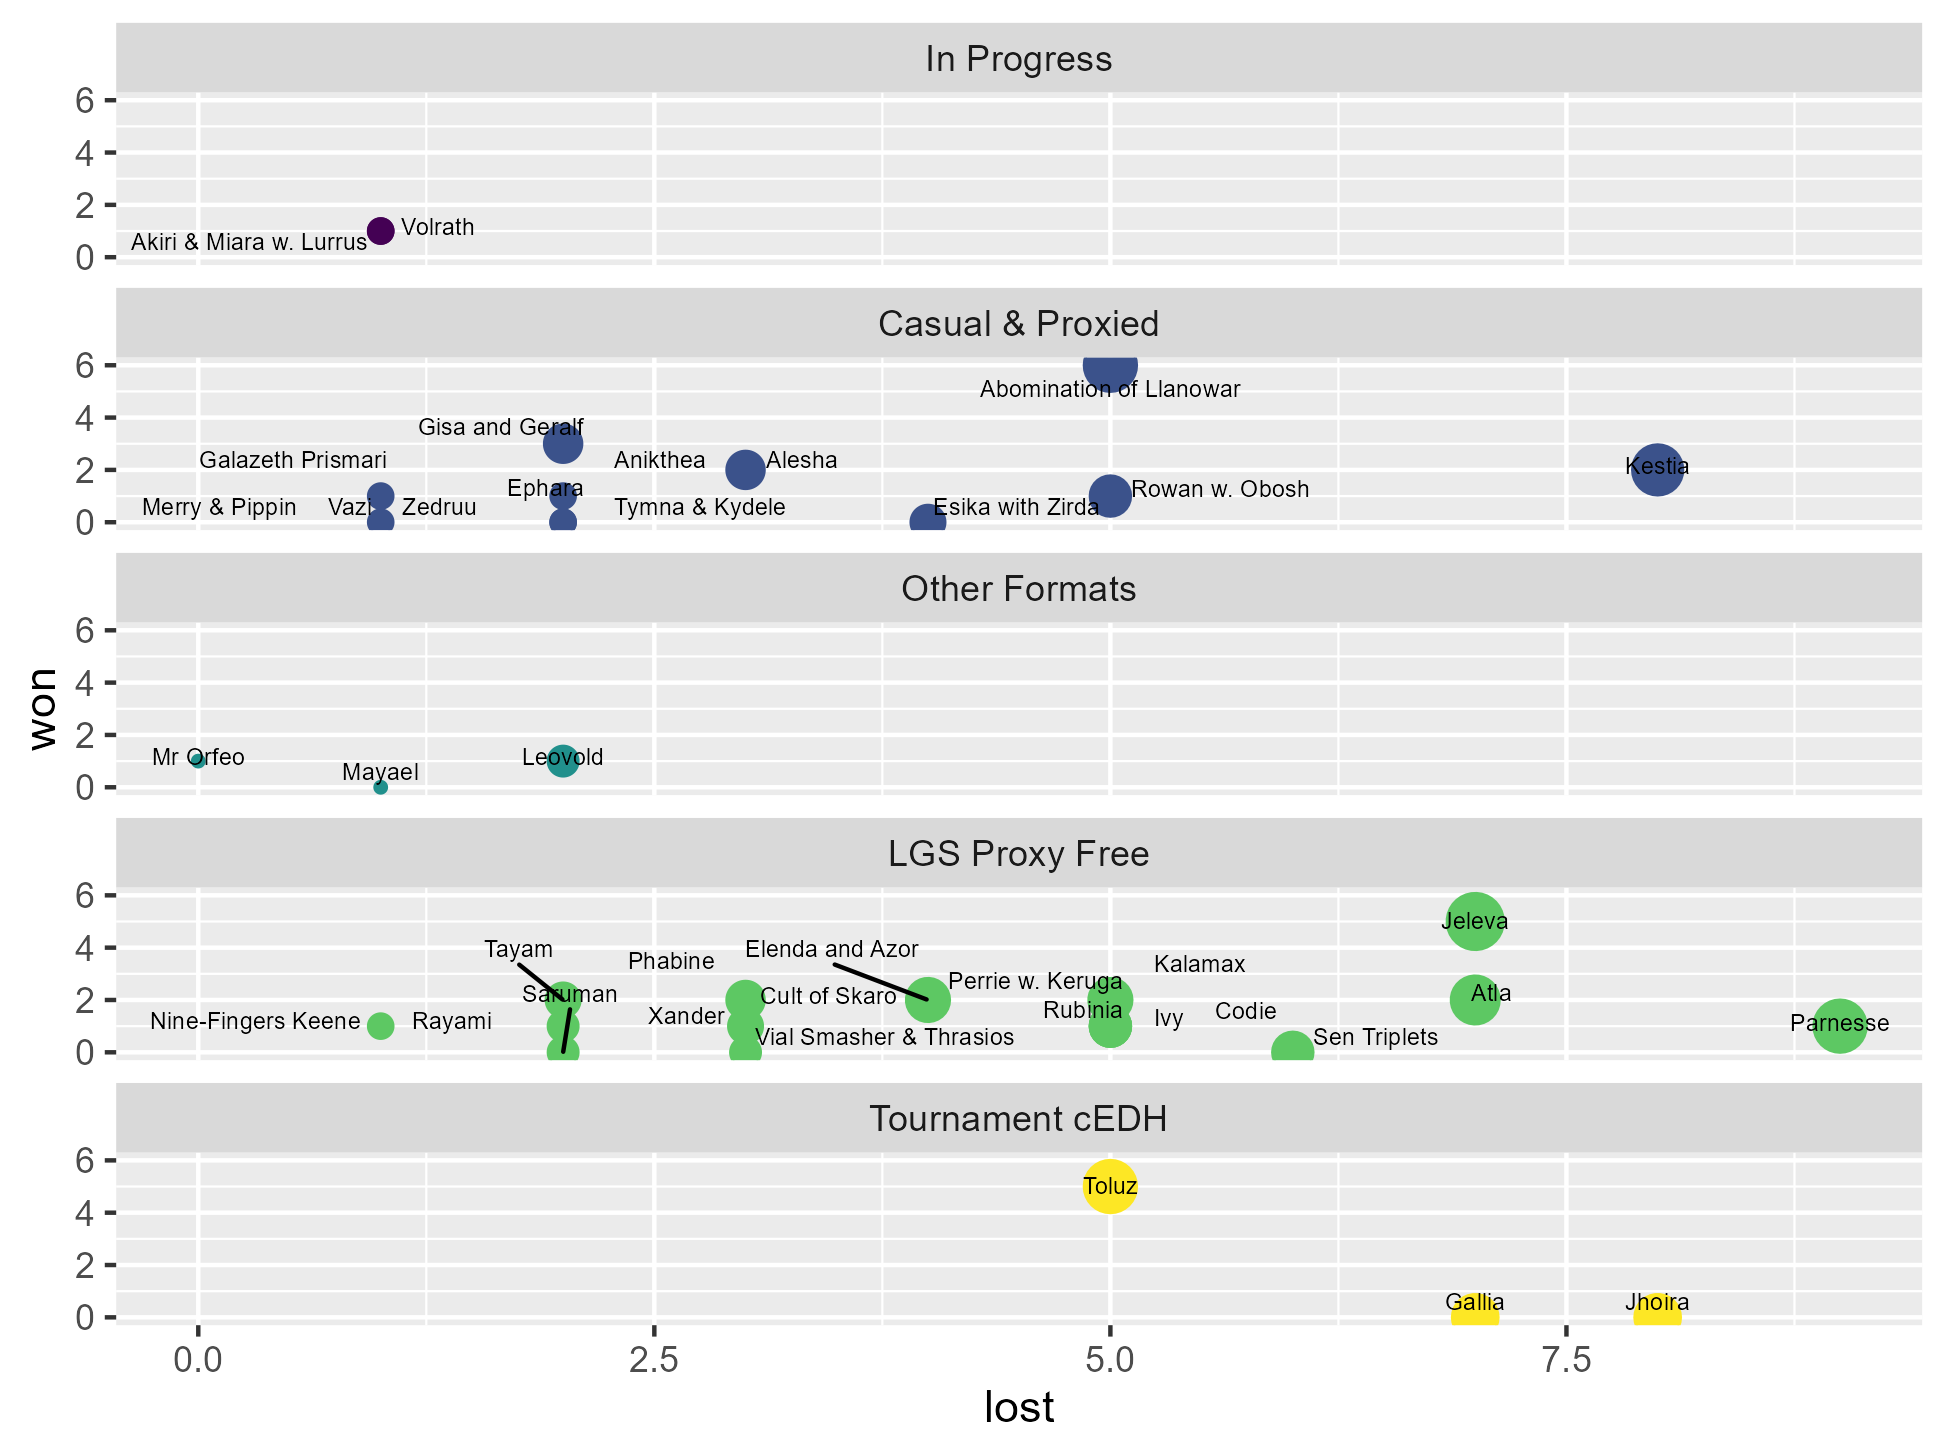 In Progress
6
4
2
0
Volrath
Akiri & Miara w. Lurrus
Casual & Proxied
6
4
2
0
Abomination of Llanowar
Gisa and Geralf
Galazeth Prismari
Anikthea
Alesha
Kestia
Ephara
Rowan w. Obosh
Merry & Pippin
Vazi
Zedruu
Tymna & Kydele
Esika with Zirda
Other Formats
6
4
2
0
Mr Orfeo
Mayael
Leovold
won
LGS Proxy Free
6
4
2
0
Jeleva
Tayam
Phabine
Elenda and Azor
Kalamax
Perrie w. Keruga
Saruman
Cult of Skaro
Atla
Rubinia
Codie
Xander
Ivy
Nine-Fingers Keene
Rayami
Parnesse
Vial Smasher & Thrasios
Sen Triplets
Tournament cEDH
6
4
2
0
Toluz
Gallia
Jhoira
0.0
2.5
5.0
7.5
lost